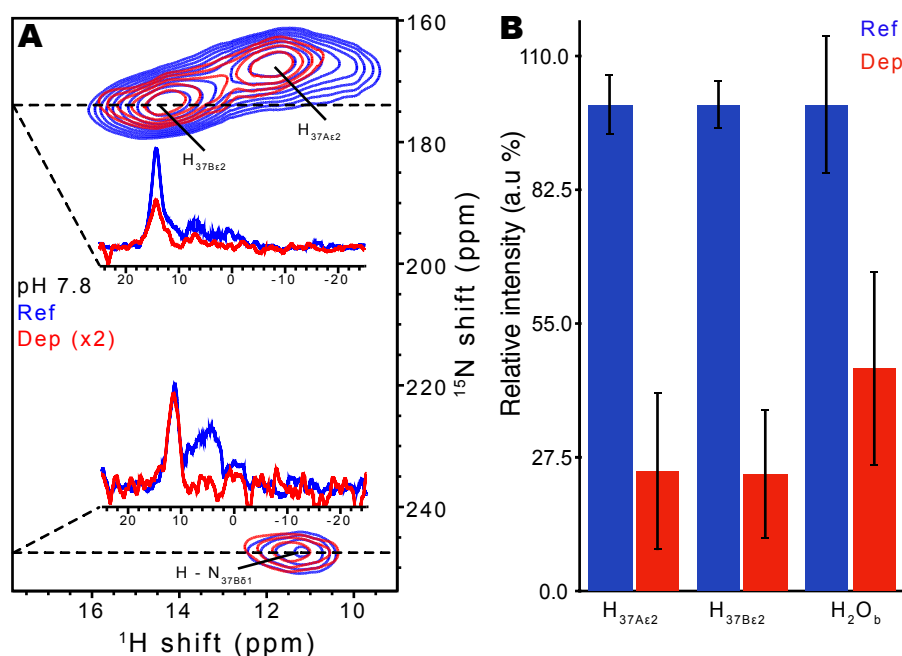 A
H37Aε2
H37Bε2
20 10 0 -10 -20
pH 7.8
Ref
Dep (x2)
20 10 0 -10 -20
H - N37Bδ1
160
180
200
220
240
15N shift (ppm)
16 14 12 10
1H shift (ppm)
B
Ref
Dep
110.0
82.5
55.0
27.5
0.0
Relative intensity (a.u %)
H37Aε2 H37Bε2 H2Ob